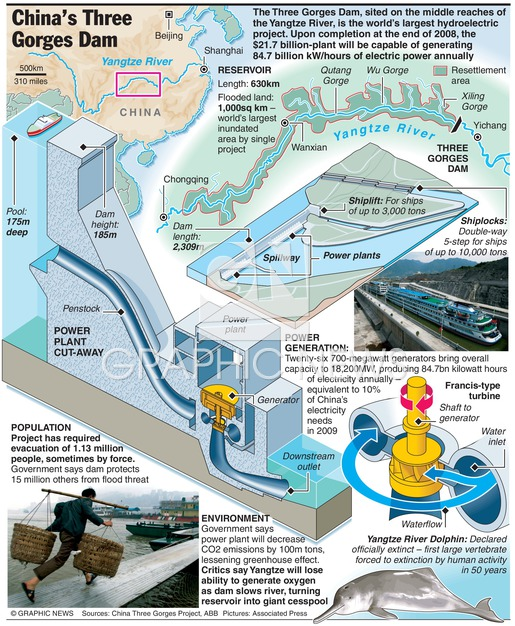 China's Three
Gorges Dam
The Three Gorges Dam, sited on the middle reaches of
the Yangtze River, is the world's largest hydroelectric
project. Upon completion at the end of 2008, the
$21.7 billion-plant will be capable of generating
84.7 billion kW/hours of electric power annually
Beijing
Yangtze River
Shanghai
500km
310 miles
CHINA
RESERVOIR
Length: 630km
Flooded land:
1,000sq km –
world's largest
inundated
area by single
project
Qutang
Gorge
Wu Gorge
Resettlement
area
Xiling
Gorge
Yangtze River
Yichang
Wanxian
THREE
GORGES
DAM
Chongqing
Pool:
175m
deep
Dam
height:
185m
Dam
length:
2,309m
Shiplift: For ships
of up to 3,000 tons
Spillway
Power plants
Shiplocks:
Double-way
5-step for ships
of up to 10,000 tons
Penstock
POWER
PLANT
CUT-AWAY
Power
plant
Generator
Downstream
outlet
GN
GRAPHIC NEWS
POWER
GENERATION:
Twenty-six 700-megawatt generators bring overall
capacity to 18,200MW, producing 84.7bn kilowatt hours
of electricity annually –
equivalent to 10%
of China's
electricity
needs
in 2009
Francis-type
turbine
Shaft to
generator
Water
inlet
Waterflow
POPULATION
Project has required
evacuation of 1.13 million
people, sometimes by force.
Government says dam protects
15 million others from flood threat
ENVIRONMENT
Government says
power plant will decrease
CO2 emissions by 100m tons,
lessening greenhouse effect.
Critics say Yangtze will lose
ability to generate oxygen
as dam slows river, turning
reservoir into giant cesspool
Yangtze River Dolphin: Declared
officially extinct – first large vertebrate
forced to extinction by human activity
in 50 years
© GRAPHIC NEWS Sources: China Three Gorges Project, ABB Pictures: Associated Press